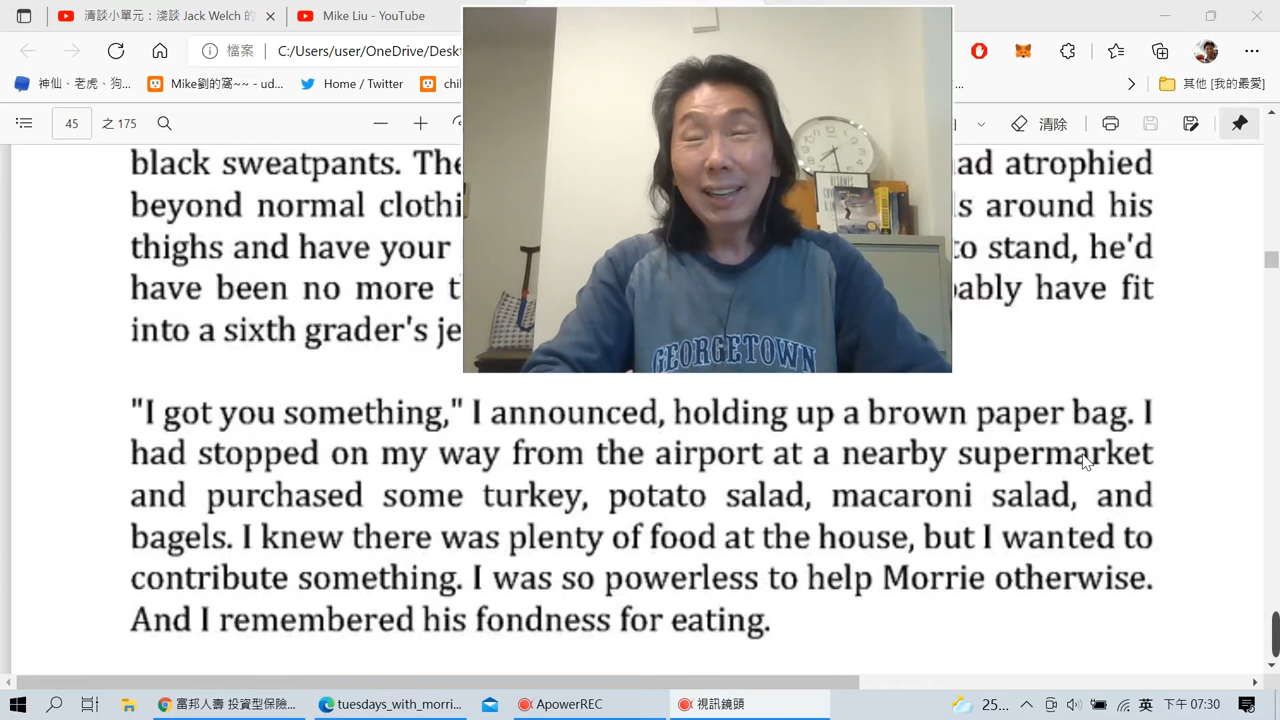 清談小單元：淺談 Jack Welch 的
Mike Liu - YouTube
檔案
C:/Users/user/OneDrive/Deskt
神仙、老虎、狗...
Mike劉的窩~~ - ud...
Home / Twitter
其他 [我的最愛]
45 之 175
清除
black sweatpants. The
ad atrophied
beyond normal clothi
s around his
thighs and have your
to stand, he'd
have been no more t
bably have fit
into a sixth grader's je
GEORGETOWN
"I got you something," I announced, holding up a brown paper bag. I
had stopped on my way from the airport at a nearby supermarket
and purchased some turkey, potato salad, macaroni salad, and
bagels. I knew there was plenty of food at the house, but I wanted to
contribute something. I was so powerless to help Morrie otherwise.
And I remembered his fondness for eating.
富邦人壽 投資型保險...
tuesdays_with_morri...
ApowerREC
視訊鏡頭
25...
英
下午 07:30